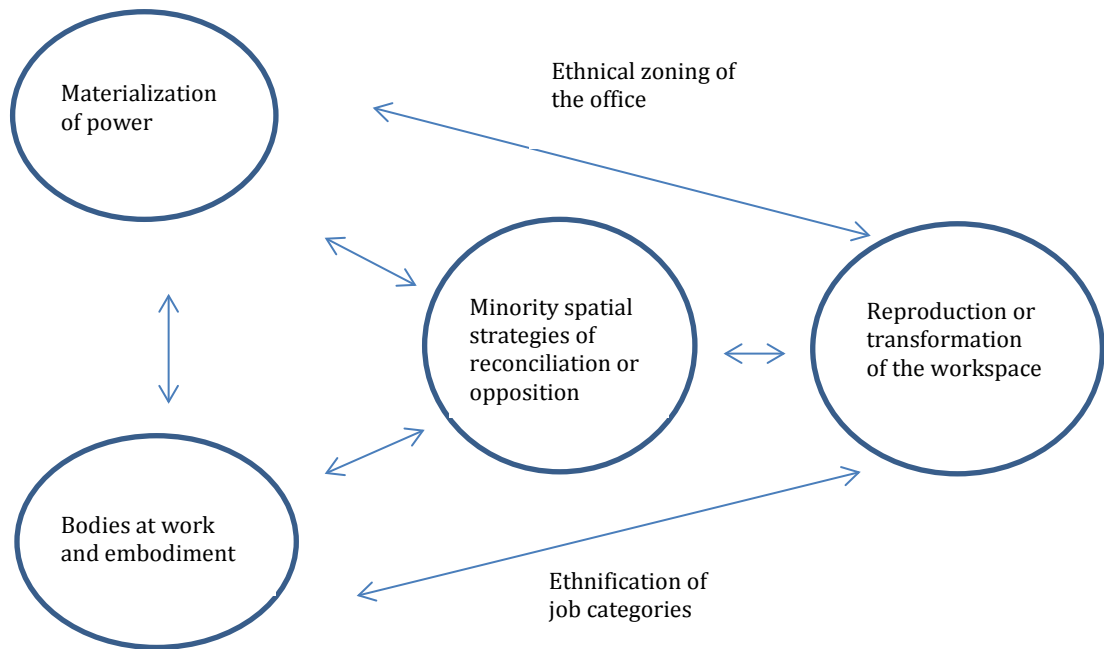 Ethnical zoning of
the office
Materialization
of power
Minority spatial
strategies of
reconciliation or
opposition
Reproduction or
transformation
of the workspace
Bodies at work
and embodiment
Ethnification of
job categories